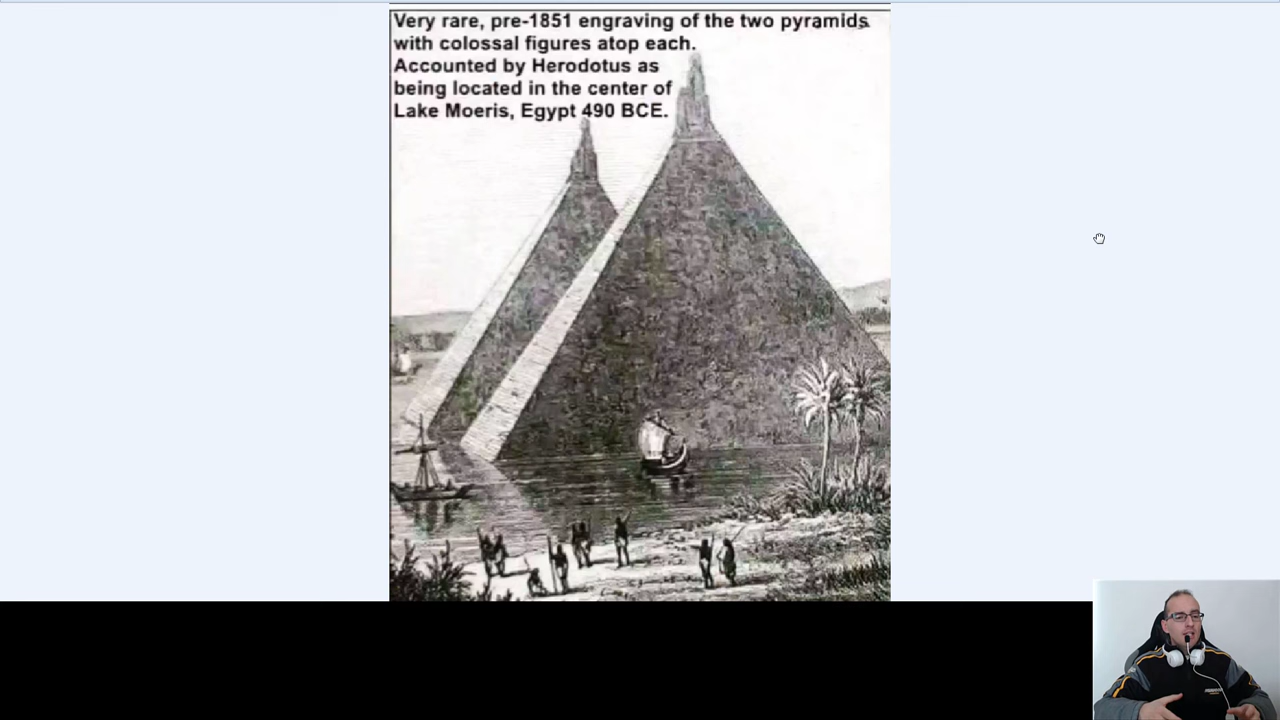 Very rare, pre-1851 engraving of the two pyramids
with colossal figures atop each.
Accounted by Herodotus as
being located in the center of
Lake Moeris, Egypt 490 BCE.